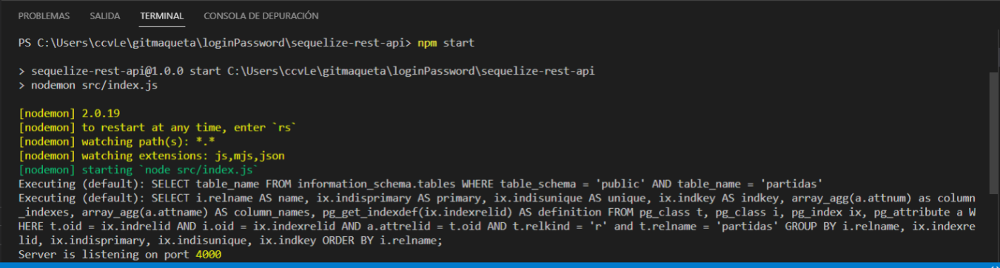 PROBLEMAS SALIDA TERMINAL CONSOLA DE DEPURACIÓN
PS C:\Users\ccvLe\gitmaqueta\loginPassword\sequelize-rest-api> npm start
> sequelize-rest-api@1.0.0 start C:\Users\ccvLe\gitmaqueta\loginPassword\sequelize-rest-api
> nodemon src/index.js
[nodemon] 2.0.19
[nodemon] to restart at any time, enter `rs`
[nodemon] watching path(s): *.*
[nodemon] watching extensions: js,mjs,json
[nodemon] starting `node src/index.js`
Executing (default): SELECT table_name FROM information_schema.tables WHERE table_schema = 'public' AND table_name = 'partidas'
Executing (default): SELECT i.relname AS name, ix.indisprimary AS primary, ix.indisunique AS unique, ix.indkey AS indkey, array_agg(a.attnum) as column
_indexes, array_agg(a.attname) AS column_names, pg_get_indexdef(ix.indexrelid) AS definition FROM pg_class t, pg_class i, pg_index ix, pg_attribute a W
HERE t.oid = ix.indrelid AND i.oid = ix.indexrelid AND a.attrelid = t.oid AND t.relkind = 'r' and t.relname = 'partidas' GROUP BY i.relname, ix.indexre
lid, ix.indisprimary, ix.indisunique, ix.indkey ORDER BY i.relname;
Server is listening on port 4000